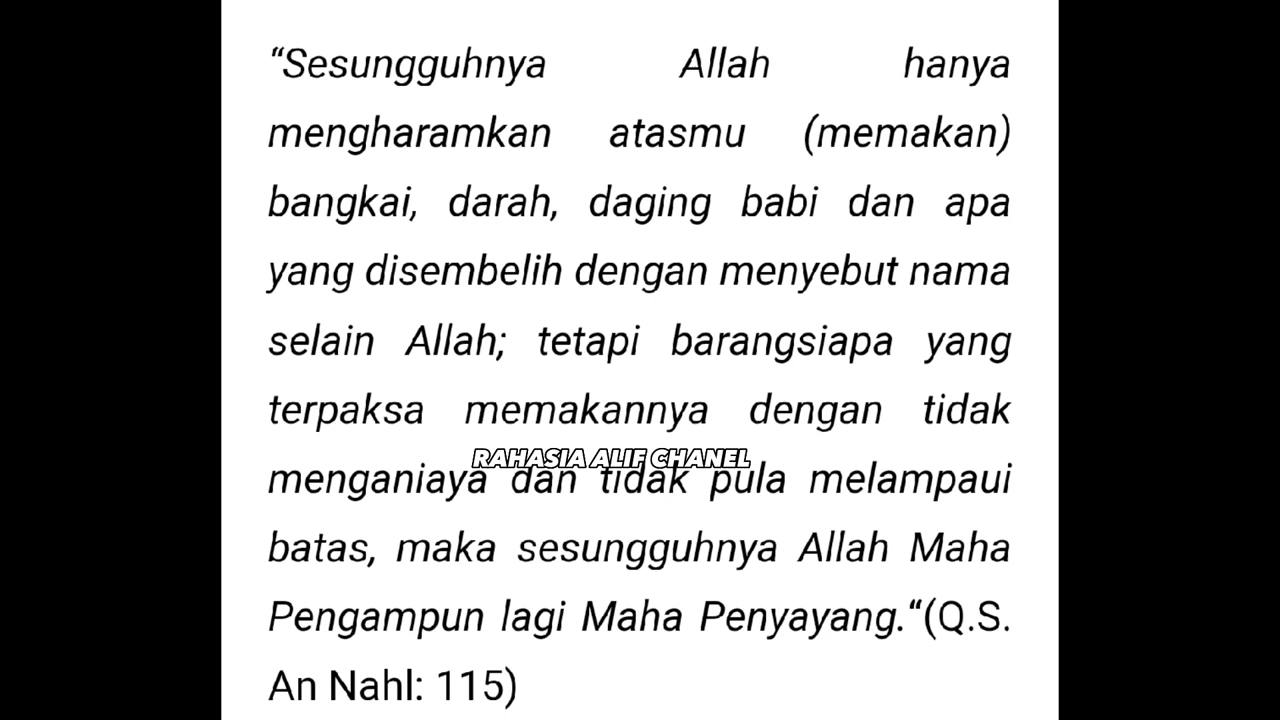 “Sesungguhnya Allah hanya
mengharamkan atasmu (memakan)
bangkai, darah, daging babi dan apa
yang disembelih dengan menyebut nama
selain Allah; tetapi barangsiapa yang
terpaksa memakannya dengan tidak
RAHASIA ALIF CHANEL
menganiaya dan tidak pula melampaui
batas, maka sesungguhnya Allah Maha
Pengampun lagi Maha Penyayang.“(Q.S.
An Nahl: 115)